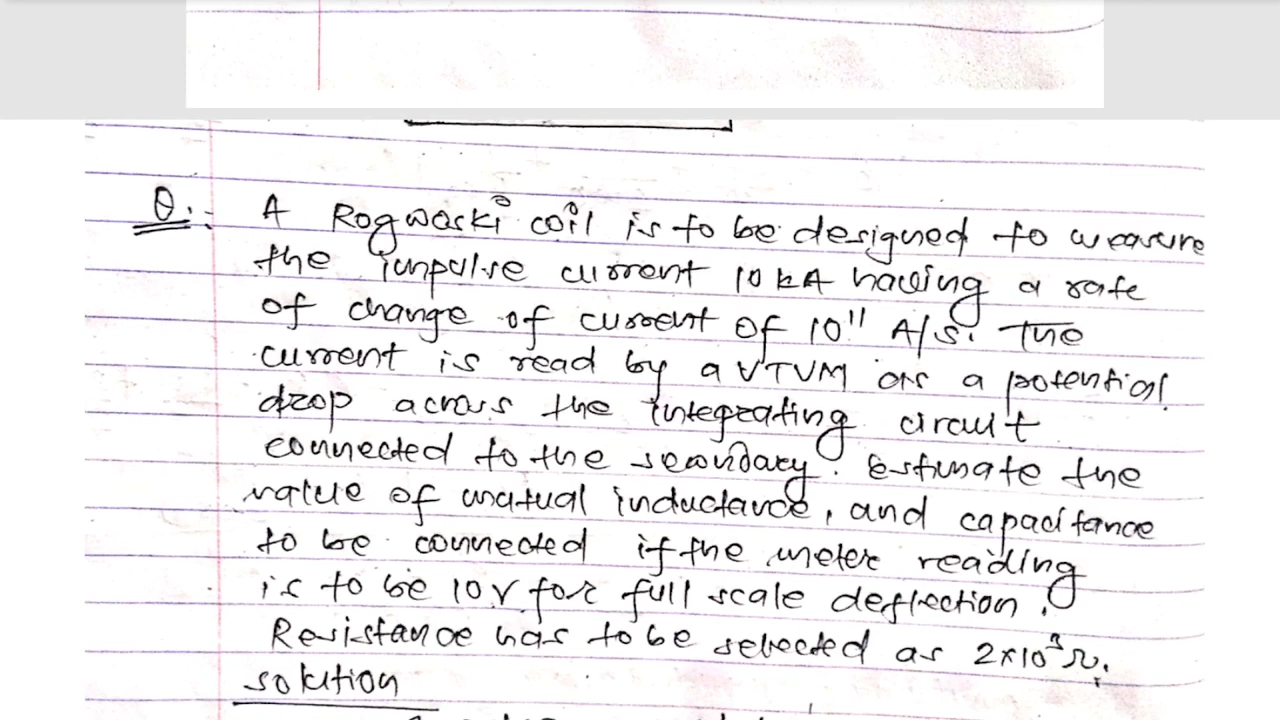 Q:- A Rogwoski coil is to be designed to measure
the impulse current 10 kA having a rate
of change of current of 10¹¹ A/s. The
current is read by a VTVM as a potential
drop across the integrating circuit
connected to the secondary. Estimate the
value of mutual inductance, and capacitance
to be connected if the meter reading
is to be 10 V for full scale deflection.
Resistance has to be selected as 2×10³ Ω.
solution